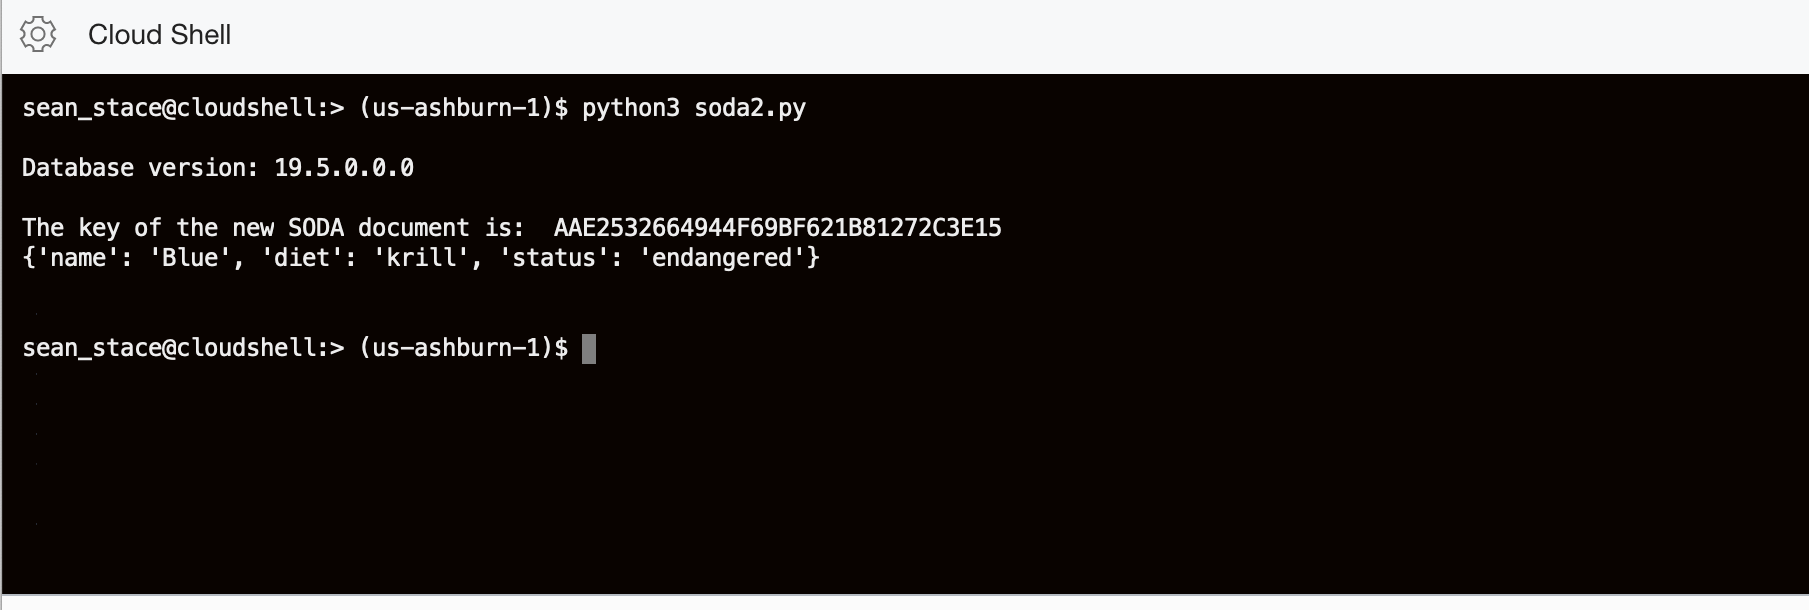 Cloud Shell
sean_stace@cloudshell:> (us-ashburn-1)$ python3 soda2.py
Database version: 19.5.0.0.0
The key of the new SODA document is:  AAE2532664944F69BF621B81272C3E15
{'name': 'Blue', 'diet': 'krill', 'status': 'endangered'}
sean_stace@cloudshell:> (us-ashburn-1)$